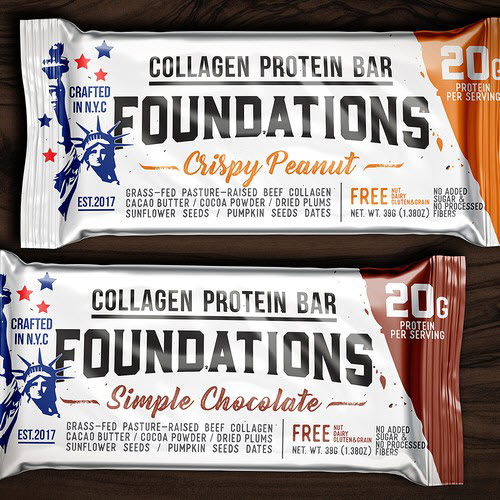 COLLAGEN PROTEIN BAR
CRAFTED
IN N.Y.C
FOUNDATIONS
Crispy Peanut
EST.2017
GRASS-FED PASTURE-RAISED BEEF COLLAGEN
CACAO BUTTER / COCOA POWDER / DRIED PLUMS
SUNFLOWER SEEDS / PUMPKIN SEEDS DATES
FREE NUT
DAIRY
GLUTEN&GRAIN
NO ADDED
SUGAR &
NO PROCESSED
FIBERS
NET. WT. 39G (1.38OZ)
20G
PROTEIN
PER SERVING
COLLAGEN PROTEIN BAR
CRAFTED
IN N.Y.C
FOUNDATIONS
Simple Chocolate
EST.2017
GRASS-FED PASTURE-RAISED BEEF COLLAGEN
CACAO BUTTER / COCOA POWDER / DRIED PLUMS
SUNFLOWER SEEDS / PUMPKIN SEEDS DATES
FREE NUT
DAIRY
GLUTEN&GRAIN
NO ADDED
SUGAR &
NO PROCESSED
FIBERS
NET. WT. 39G (1.38OZ)
20G
PROTEIN
PER SERVING